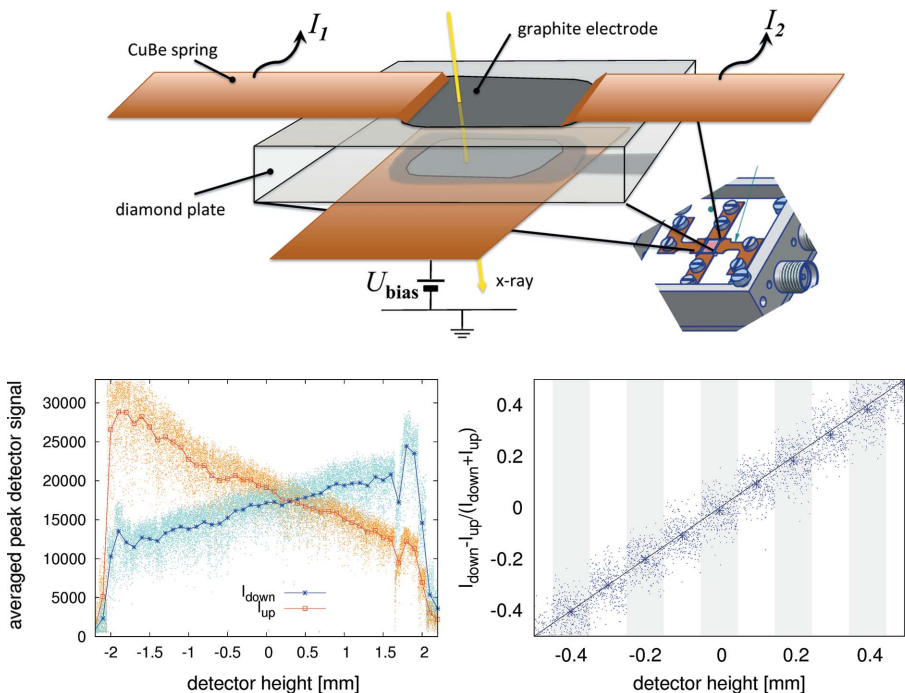 I1
I2
CuBe spring
graphite electrode
diamond plate
x-ray
Ubias
averaged peak detector signal
30000
25000
20000
15000
10000
5000
0
Idown
Iup
-2
-1.5
-1
-0.5
0
0.5
1
1.5
2
detector height [mm]
Idown-Iup/(Idown+Iup)
0.4
0.2
0
-0.2
-0.4
-0.4
-0.2
0
0.2
0.4
detector height [mm]